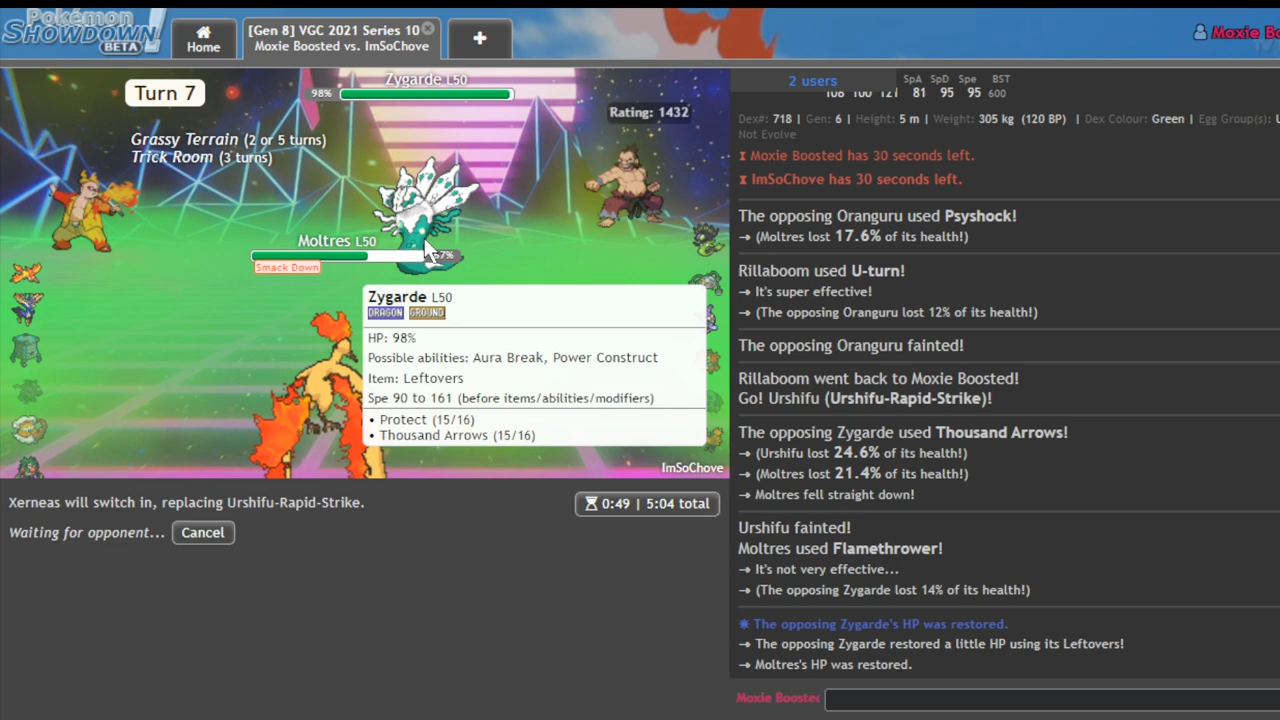 Pokémon
SHOWDOWN!
BETA
Home
[Gen 8] VGC 2021 Series 10
Moxie Boosted vs. ImSoChove
+
Moxie Bo
Turn 7
Grassy Terrain (2 or 5 turns)
Trick Room (3 turns)
Zygarde L50
98%
Rating: 1432
Moltres L50
Smack Down
Zygarde L50
DRAGON GROUND
HP: 98%
Possible abilities: Aura Break, Power Construct
Item: Leftovers
Spe 90 to 161 (before items/abilities/modifiers)
• Protect (15/16)
• Thousand Arrows (15/16)
ImSoChove
Xerneas will switch in, replacing Urshifu-Rapid-Strike.
0:49 | 5:04 total
Waiting for opponent...
Cancel
2 users
SpA SpD Spe BST
108 100 121 81 95 95 600
Dex#: 718 | Gen: 6 | Height: 5 m | Weight: 305 kg (120 BP) | Dex Colour: Green | Egg Group(s):
Not Evolve
Moxie Boosted has 30 seconds left.
ImSoChove has 30 seconds left.
The opposing Oranguru used Psyshock!
→ (Moltres lost 17.6% of its health!)
Rillaboom used U-turn!
→ It's super effective!
→ (The opposing Oranguru lost 12% of its health!)
The opposing Oranguru fainted!
Rillaboom went back to Moxie Boosted!
Go! Urshifu (Urshifu-Rapid-Strike)!
The opposing Zygarde used Thousand Arrows!
→ (Urshifu lost 24.6% of its health!)
→ (Moltres lost 21.4% of its health!)
→ Moltres fell straight down!
Urshifu fainted!
Moltres used Flamethrower!
→ It's not very effective...
→ (The opposing Zygarde lost 14% of its health!)
The opposing Zygarde's HP was restored.
→ The opposing Zygarde restored a little HP using its Leftovers!
→ Moltres's HP was restored.
Moxie Boosted